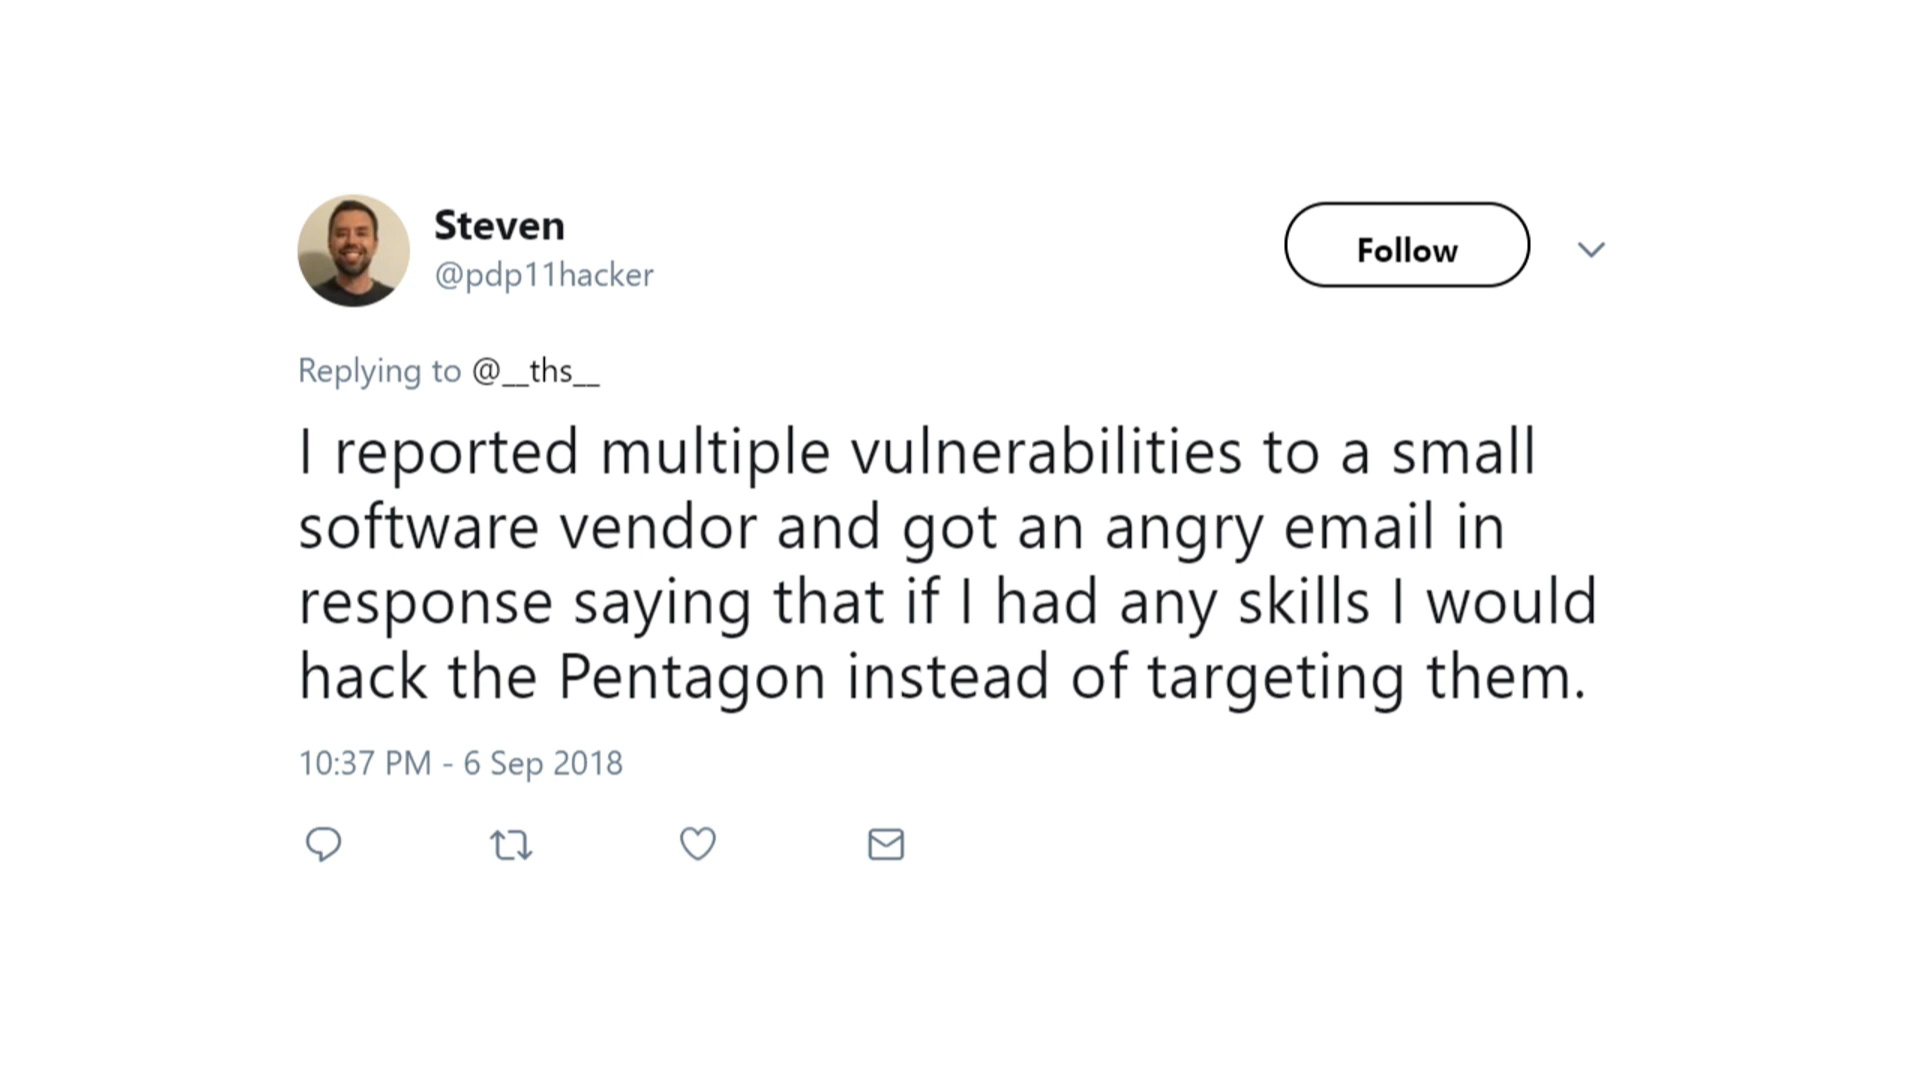 Steven
@pdp11hacker
Follow
Replying to @__ths__
I reported multiple vulnerabilities to a small
software vendor and got an angry email in
response saying that if I had any skills I would
hack the Pentagon instead of targeting them.
10:37 PM - 6 Sep 2018